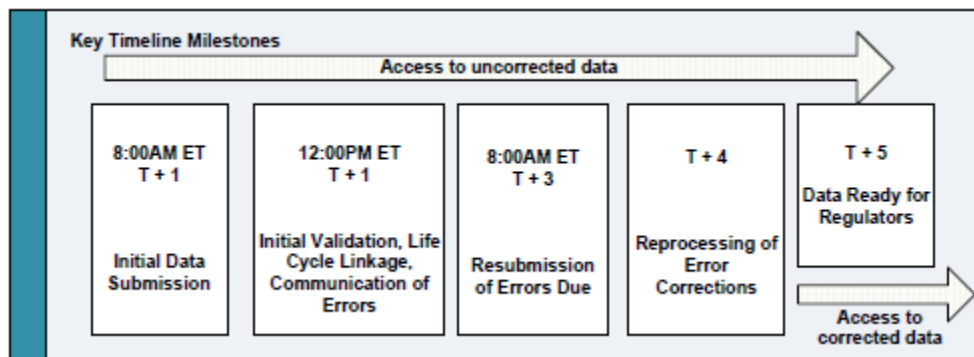 Key Timeline Milestones
Access to uncorrected data
8:00AM ET
T + 1
Initial Data
Submission
12:00PM ET
T + 1
Initial Validation, Life
Cycle Linkage,
Communication of
Errors
8:00AM ET
T + 3
Resubmission
of Errors Due
T + 4
Reprocessing of
Error
Corrections
T + 5
Data Ready for
Regulators
Access to
corrected data